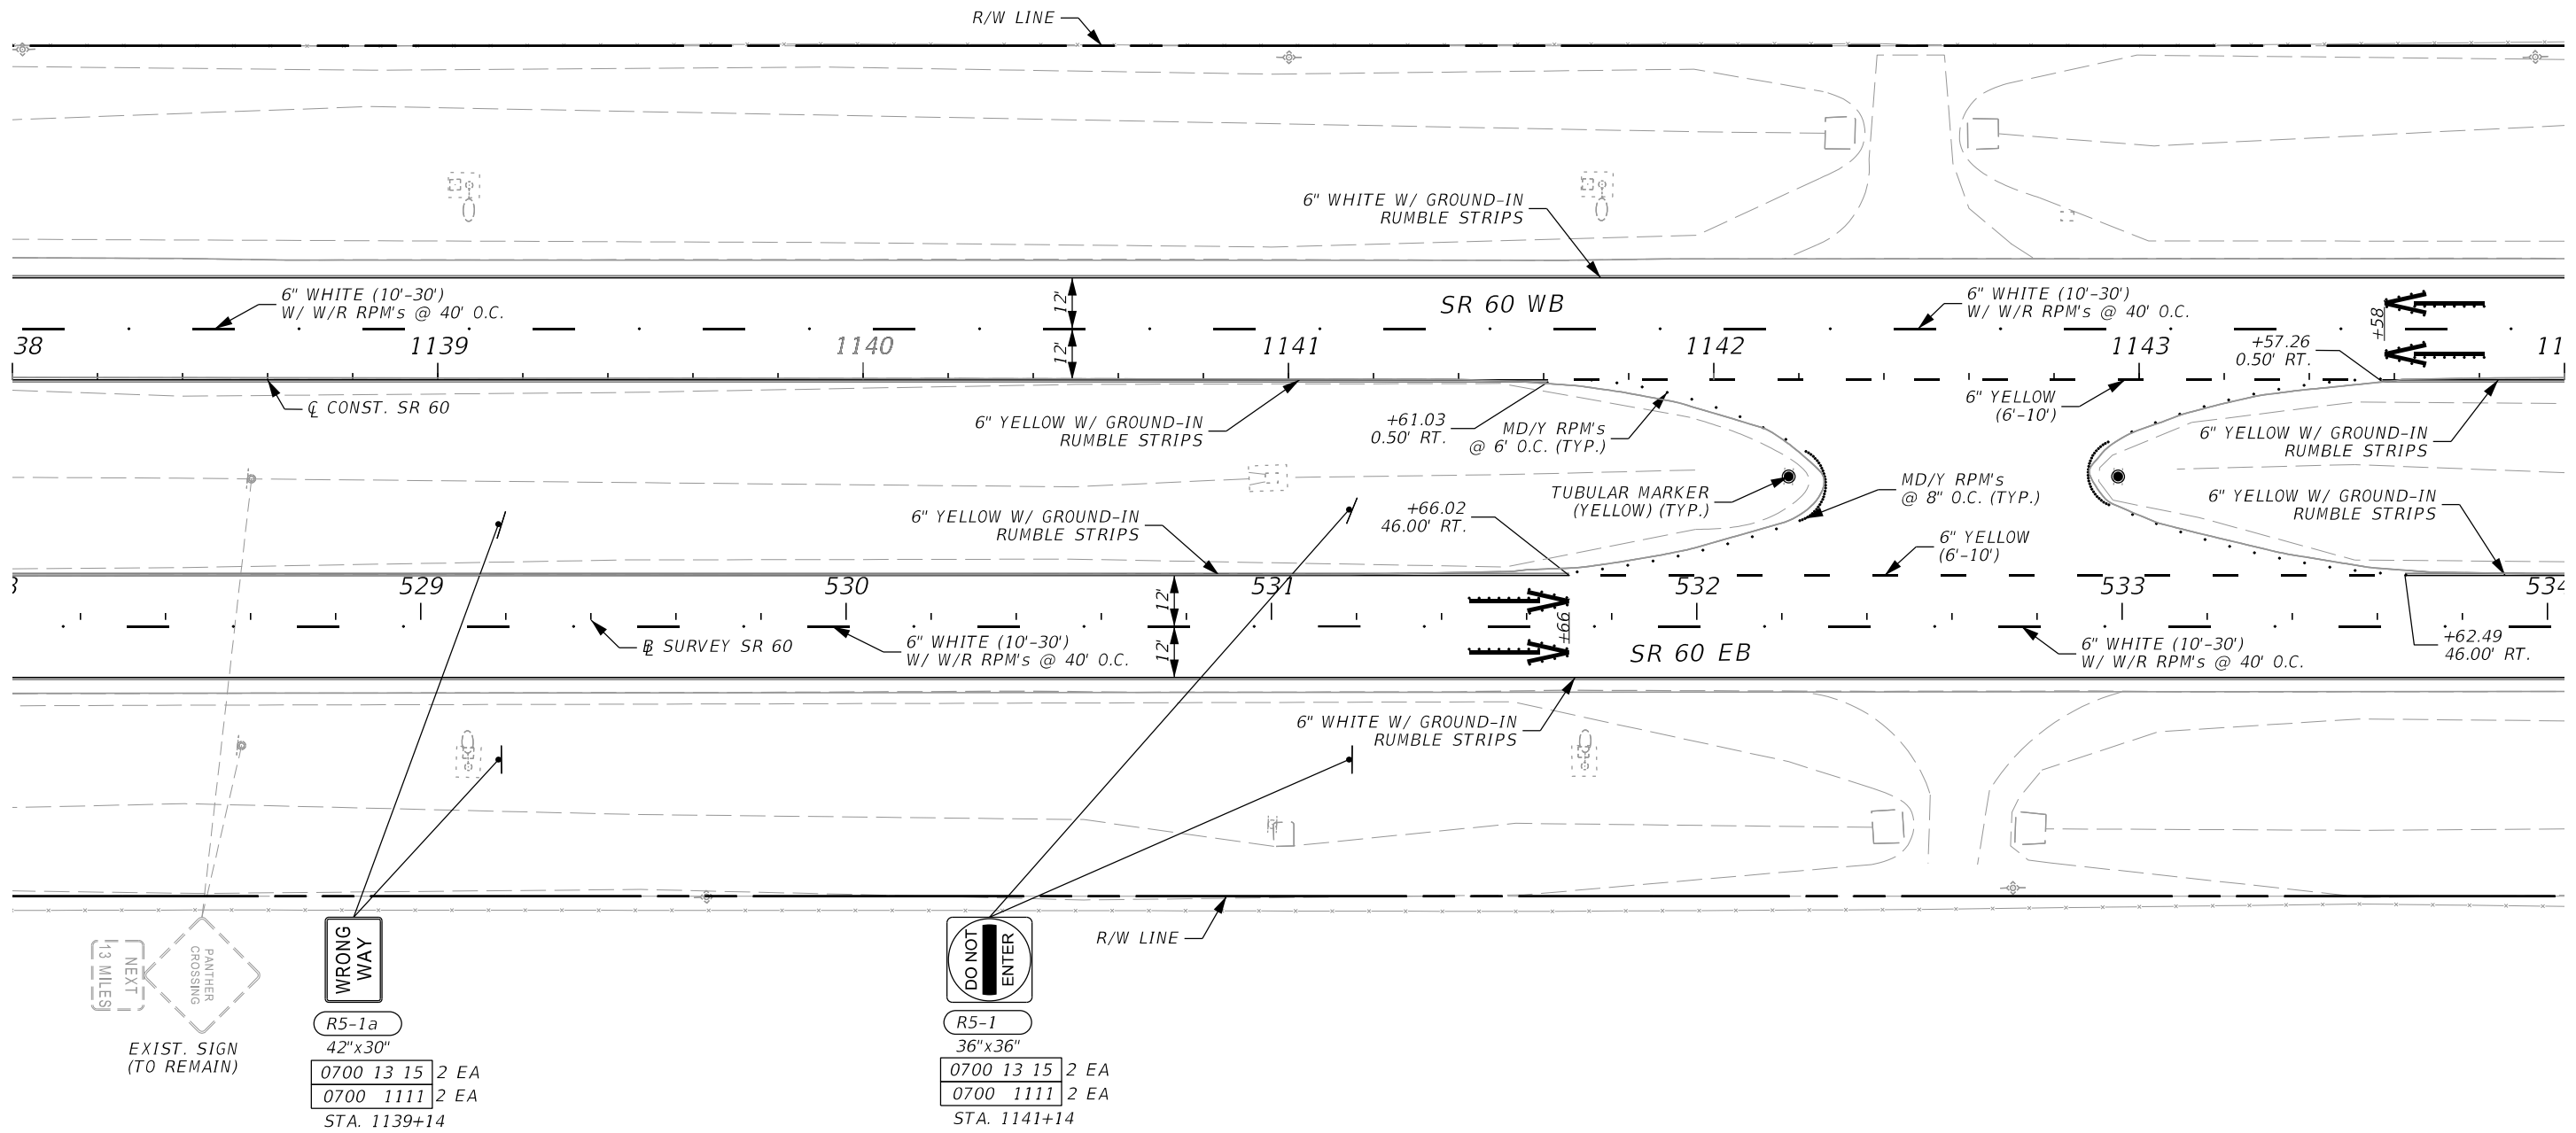 R/W LINE
6" WHITE W/ GROUND-IN
RUMBLE STRIPS
6" WHITE (10'-30')
W/ W/R RPM's @ 40' O.C.
12'
12'
SR 60 WB
6" WHITE (10'-30')
W/ W/R RPM's @ 40' O.C.
+58
+57.26
0.50' RT.
38
1139
1140
1141
1142
1143
11
℄ CONST. SR 60
6" YELLOW W/ GROUND-IN
RUMBLE STRIPS
+61.03
0.50' RT.
MD/Y RPM's
@ 6' O.C. (TYP.)
6" YELLOW
(6'-10')
6" YELLOW W/ GROUND-IN
RUMBLE STRIPS
TUBULAR MARKER
(YELLOW) (TYP.)
MD/Y RPM's
@ 8" O.C. (TYP.)
6" YELLOW W/ GROUND-IN
RUMBLE STRIPS
+66.02
46.00' RT.
6" YELLOW W/ GROUND-IN
RUMBLE STRIPS
6" YELLOW
(6'-10')
529
530
531
532
533
534
12'
12'
BL SURVEY SR 60
6" WHITE (10'-30')
W/ W/R RPM's @ 40' O.C.
+66
SR 60 EB
6" WHITE (10'-30')
W/ W/R RPM's @ 40' O.C.
+62.49
46.00' RT.
6" WHITE W/ GROUND-IN
RUMBLE STRIPS
R/W LINE
NEXT
13 MILES
PANTHER
CROSSING
EXIST. SIGN
(TO REMAIN)
WRONG
WAY
R5-1a
42"x30"
0700 13 15 2 EA
0700 1111 2 EA
STA. 1139+14
DO NOT
ENTER
R5-1
36"x36"
0700 13 15 2 EA
0700 1111 2 EA
STA. 1141+14